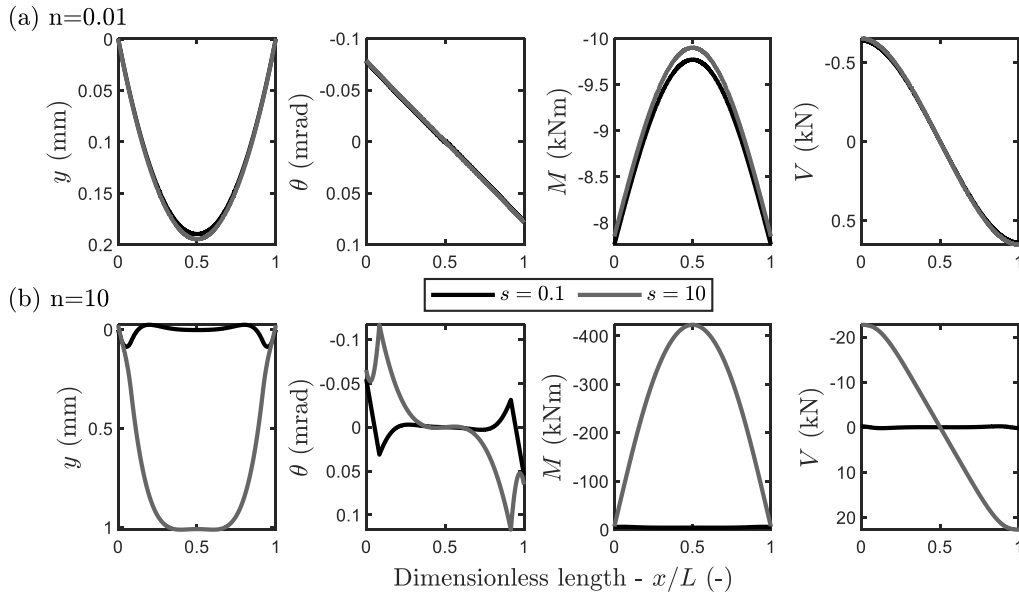 (a) n=0.01
y (mm)
0
0.05
0.1
0.15
0.2
0 0.5 1
θ (mrad)
-0.1
-0.05
0
0.05
0.1
0 0.5 1
M (kNm)
-10
-9.5
-9
-8.5
-8
0 0.5 1
V (kN)
-0.5
0
0.5
0 0.5 1
s = 0.1 s = 10
(b) n=10
y (mm)
0
0.5
1
0 0.5 1
θ (mrad)
-0.1
-0.05
0
0.05
0.1
0 0.5 1
M (kNm)
-400
-300
-200
-100
0
0 0.5 1
V (kN)
-20
-10
0
10
20
0 0.5 1
Dimensionless length - x/L (-)